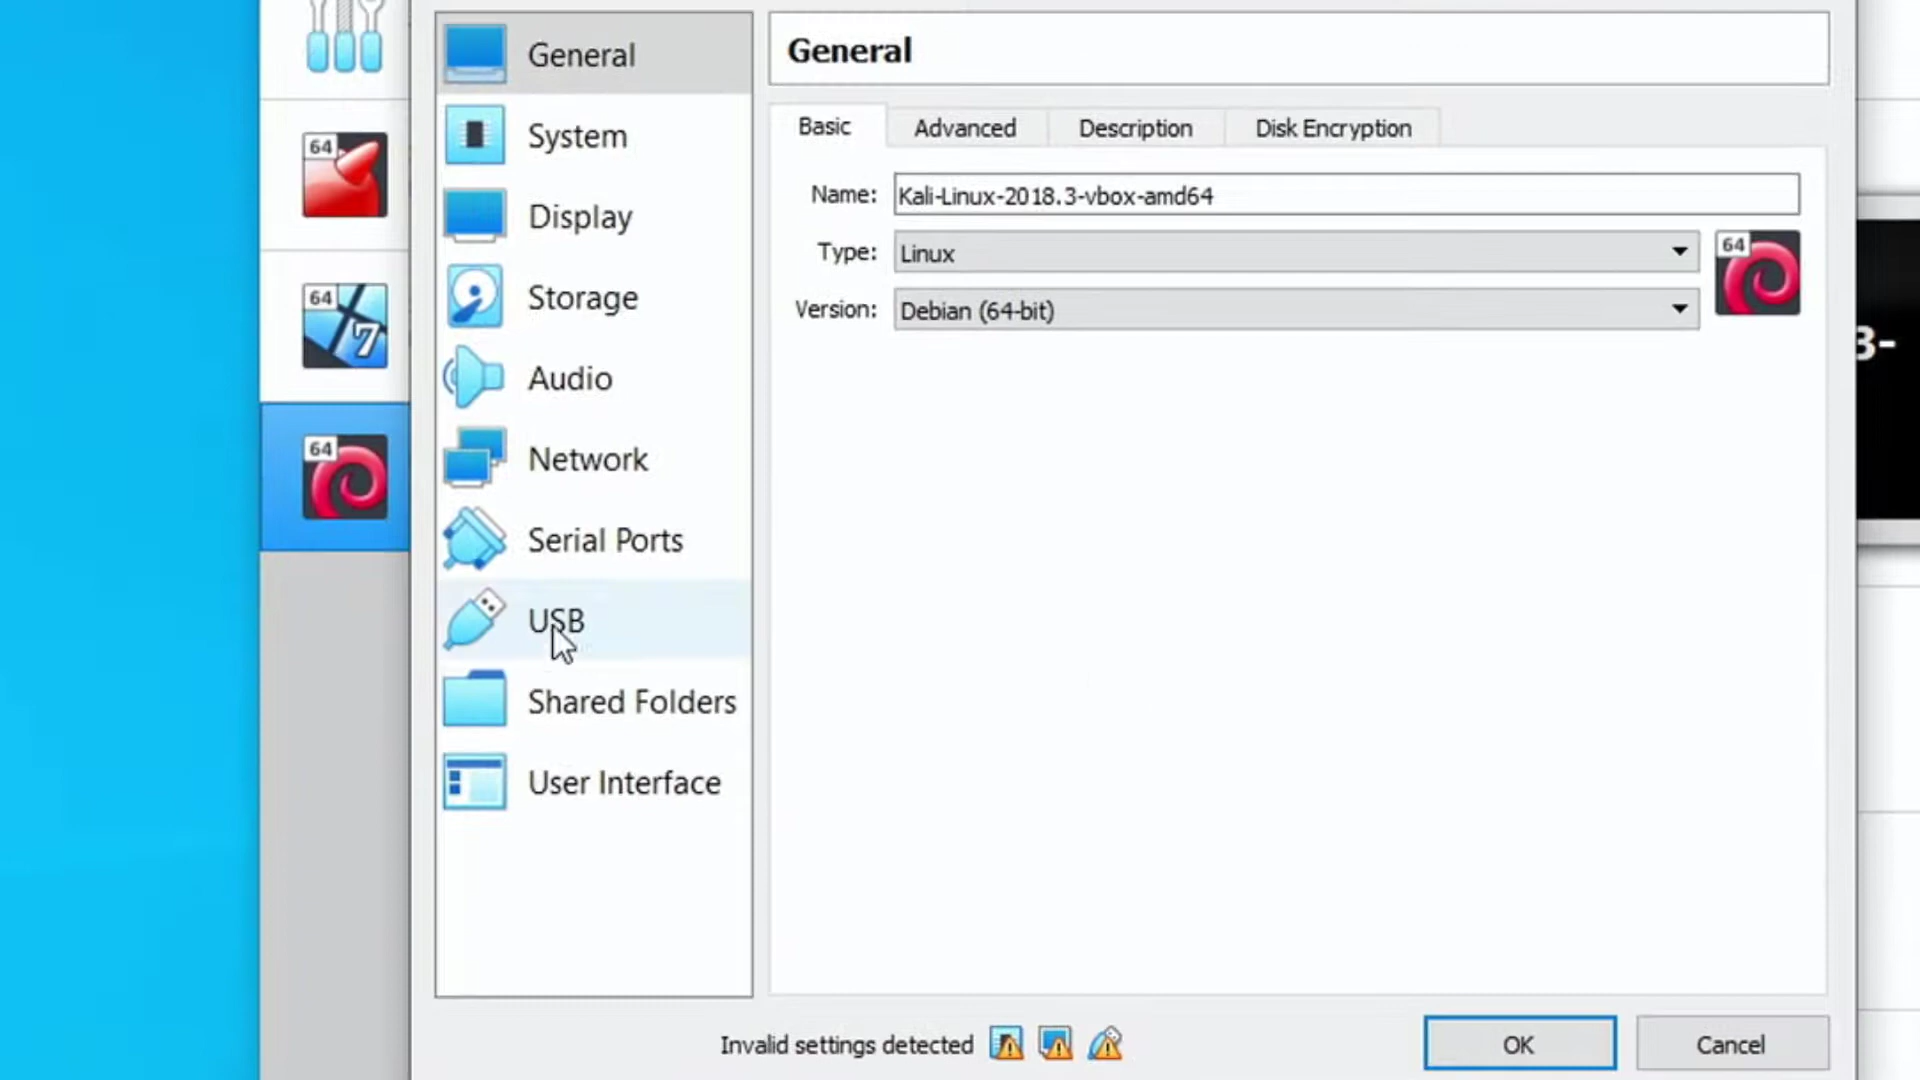 General
System
Display
Storage
Audio
Network
Serial Ports
USB
Shared Folders
User Interface
General
Basic
Advanced
Description
Disk Encryption
Name:
Kali-Linux-2018.3-vbox-amd64
Type:
Linux
64
Version:
Debian (64-bit)
64
64
7
64
3-
Invalid settings detected
OK
Cancel